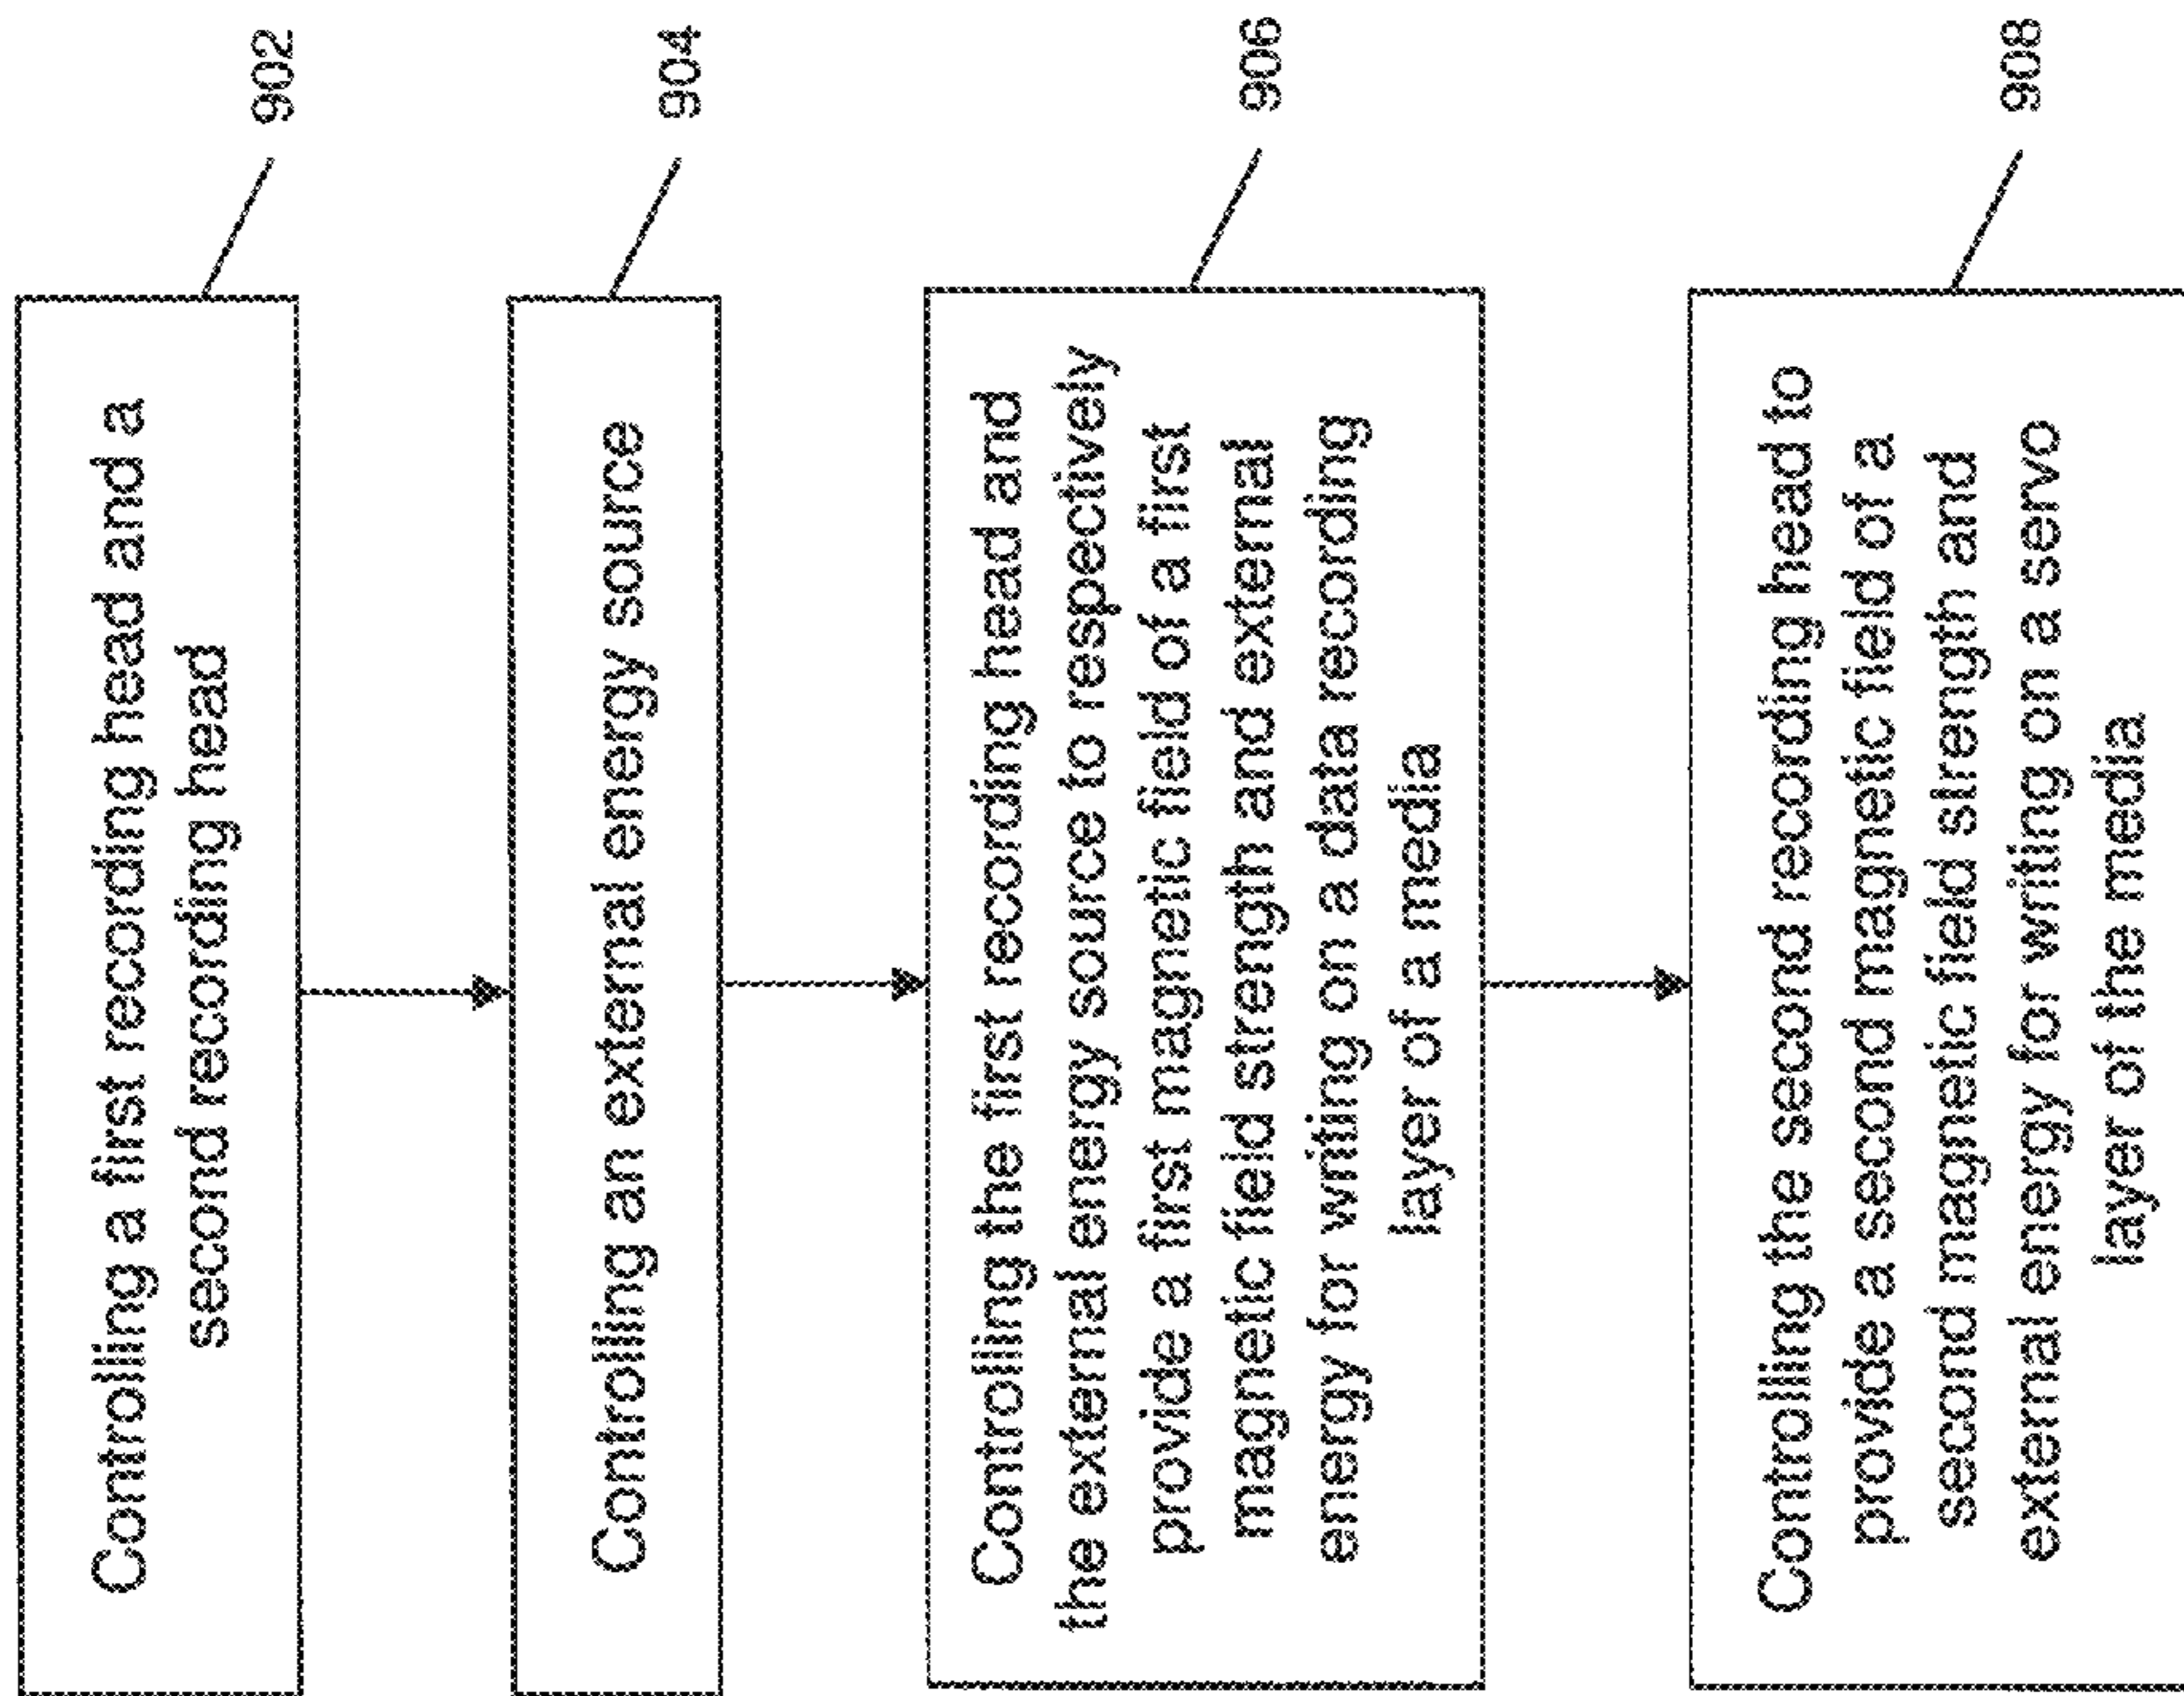 Controlling a first recording head and a
second recording head
902
Controlling an external energy source
904
Controlling the first recording head and
the external energy source to respectively
provide a first magnetic field of a first
magnetic field strength and external
energy for writing on a data recording
layer of a media
906
Controlling the second recording head to
provide a second magnetic field of a
second magnetic field strength and
external energy for writing on a servo
layer of the media
908